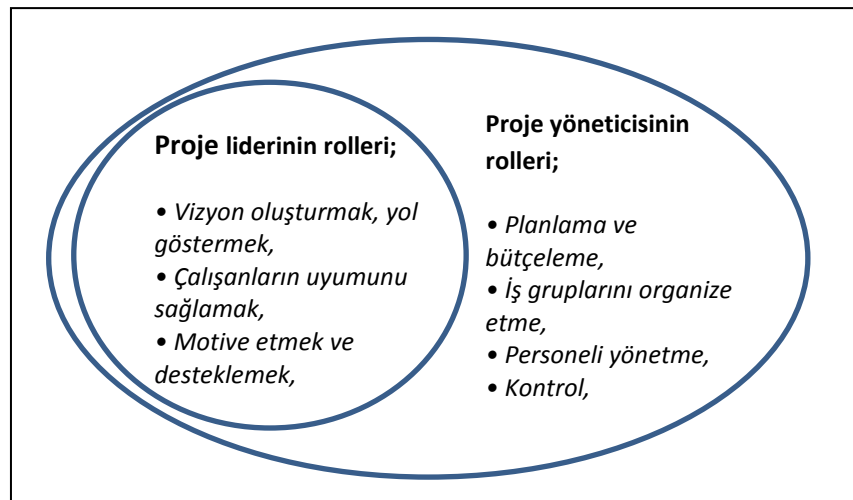 Proje liderinin rolleri;
• Vizyon oluşturmak, yol
göstermek,
• Çalışanların uyumunu
sağlamak,
• Motive etmek ve
desteklemek,
Proje yöneticisinin
rolleri;
• Planlama ve
bütçeleme,
• İş gruplarını organize
etme,
• Personeli yönetme,
• Kontrol,